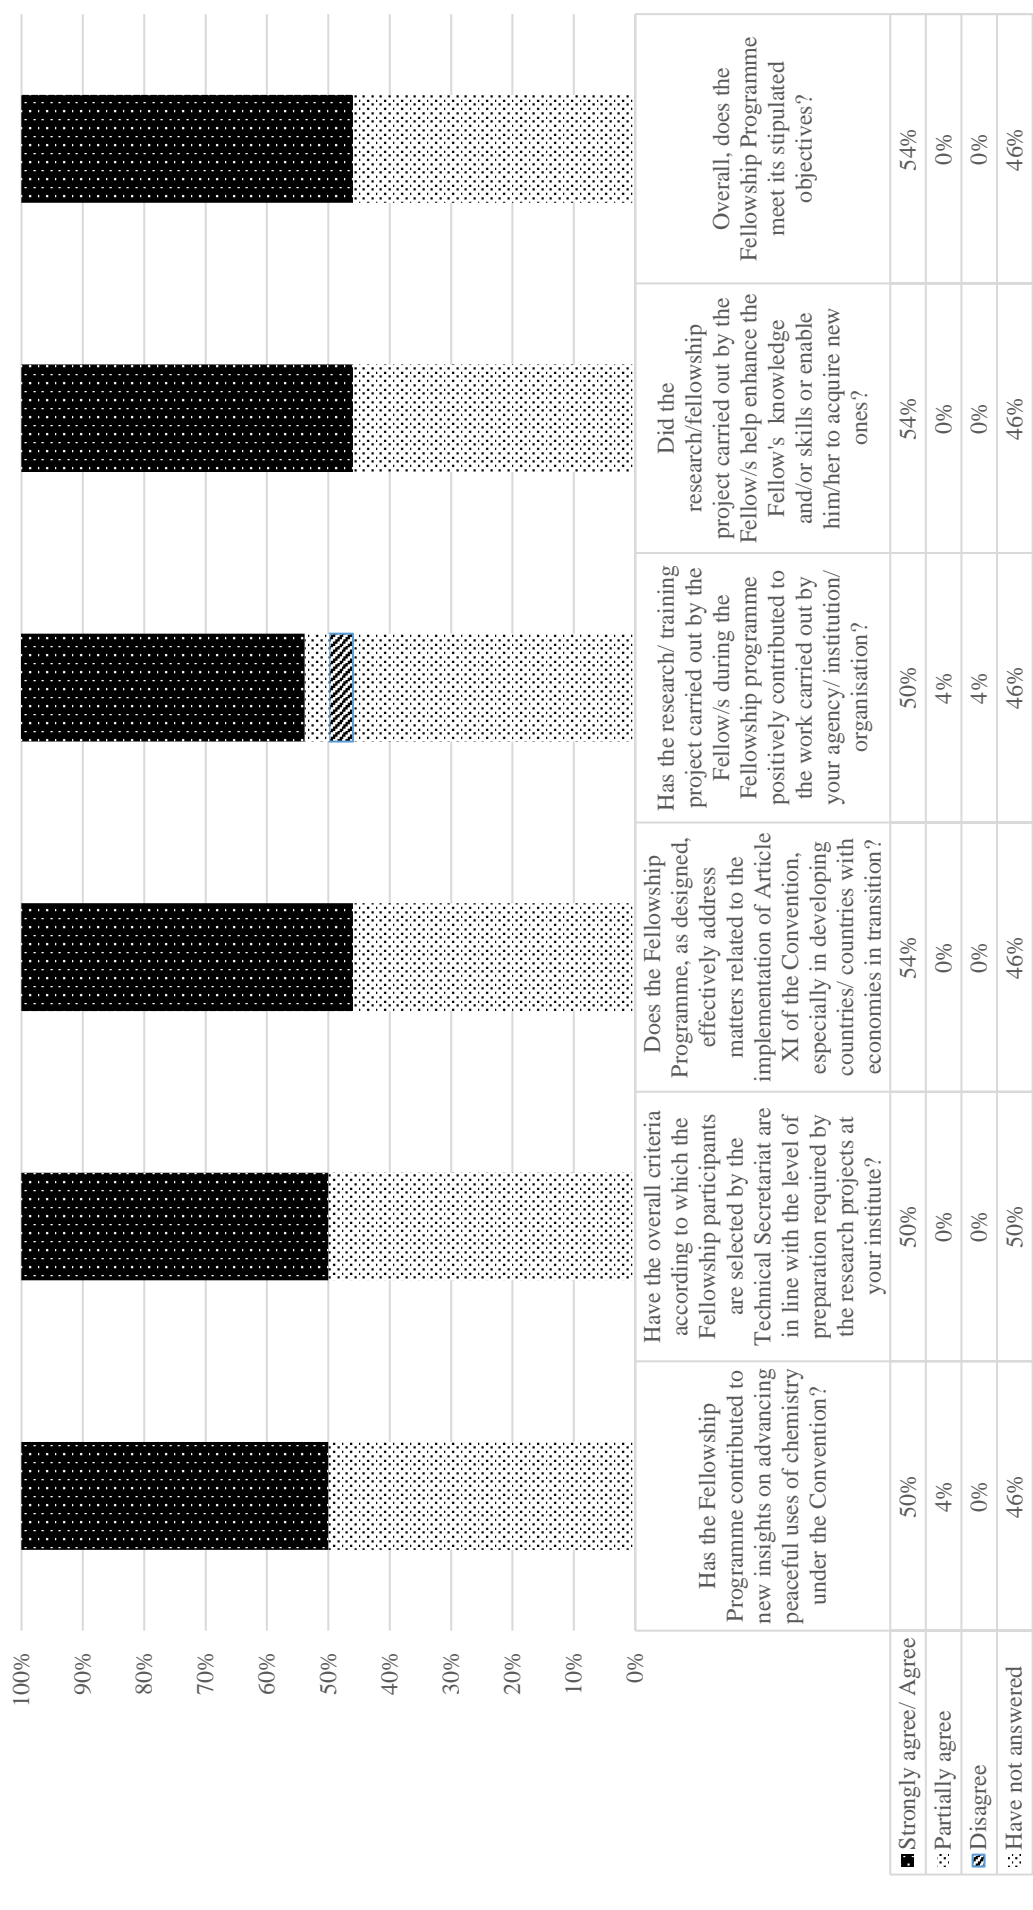 100%
90%
80%
70%
60%
50%
40%
30%
20%
10%
0%
Has the Fellowship
Programme contributed to
new insights on advancing
peaceful uses of chemistry
under the Convention?
Have the overall criteria
according to which the
Fellowship participants
are selected by the
Technical Secretariat are
in line with the level of
preparation required by
the research projects at
your institute?
Does the Fellowship
Programme, as designed,
effectively address
matters related to the
implementation of Article
XI of the Convention,
especially in developing
countries/ countries with
economies in transition?
Has the research/ training
project carried out by the
Fellow/s during the
Fellowship programme
positively contributed to
the work carried out by
your agency/ institution/
organisation?
Did the
research/fellowship
project carried out by the
Fellow/s help enhance the
Fellow's knowledge
and/or skills or enable
him/her to acquire new
ones?
Overall, does the
Fellowship Programme
meet its stipulated
objectives?
Strongly agree/ Agree 50% 50% 54% 50% 54% 54%
Partially agree 4% 0% 0% 4% 0% 0%
Disagree 0% 0% 0% 4% 0% 0%
Have not answered 46% 50% 46% 46% 46% 46%